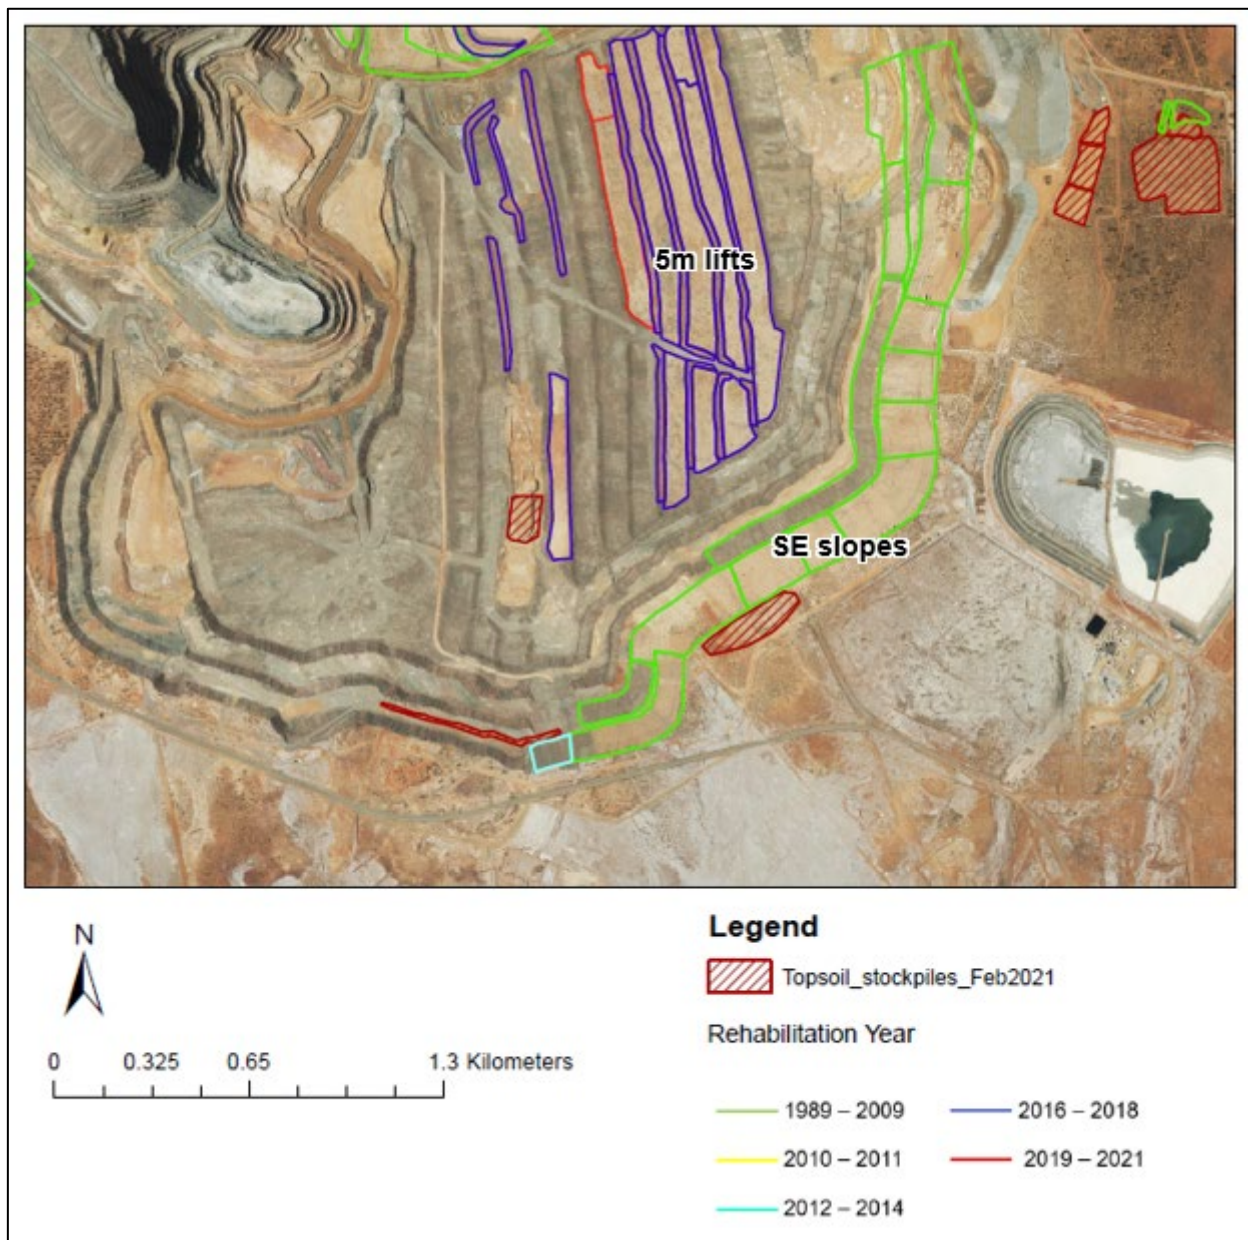 5m lifts
SE slopes
N
0 0.325 0.65 1.3 Kilometers
Legend
Topsoil_stockpiles_Feb2021
Rehabilitation Year
1989 – 2009
2016 – 2018
2010 – 2011
2019 – 2021
2012 – 2014